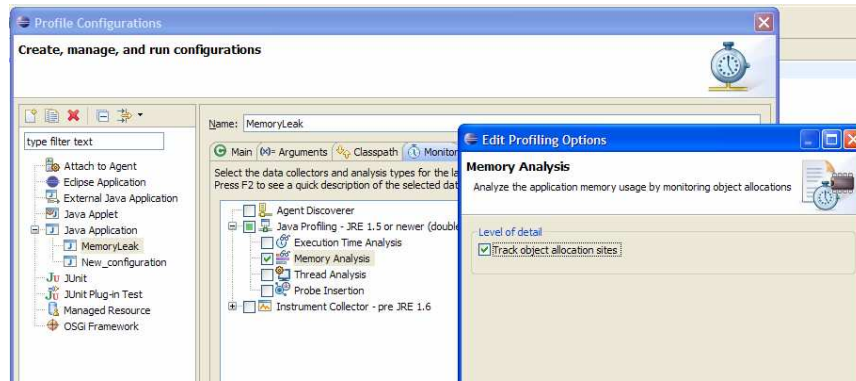 Profile Configurations
Create, manage, and run configurations
type filter text
Attach to Agent
Eclipse Application
External Java Application
Java Applet
Java Application
MemoryLeak
New_configuration
JUnit
JUnit Plug-in Test
Managed Resource
OSGi Framework
Name: MemoryLeak
Main (x)= Arguments Classpath Monitor
Select the data collectors and analysis types for the la
Press F2 to see a quick description of the selected dat
Agent Discoverer
Java Profiling - JRE 1.5 or newer (double
Execution Time Analysis
Memory Analysis
Thread Analysis
Probe Insertion
Instrument Collector - pre JRE 1.6
Edit Profiling Options
Memory Analysis
Analyze the application memory usage by monitoring object allocations
Level of detail
Track object allocation sites